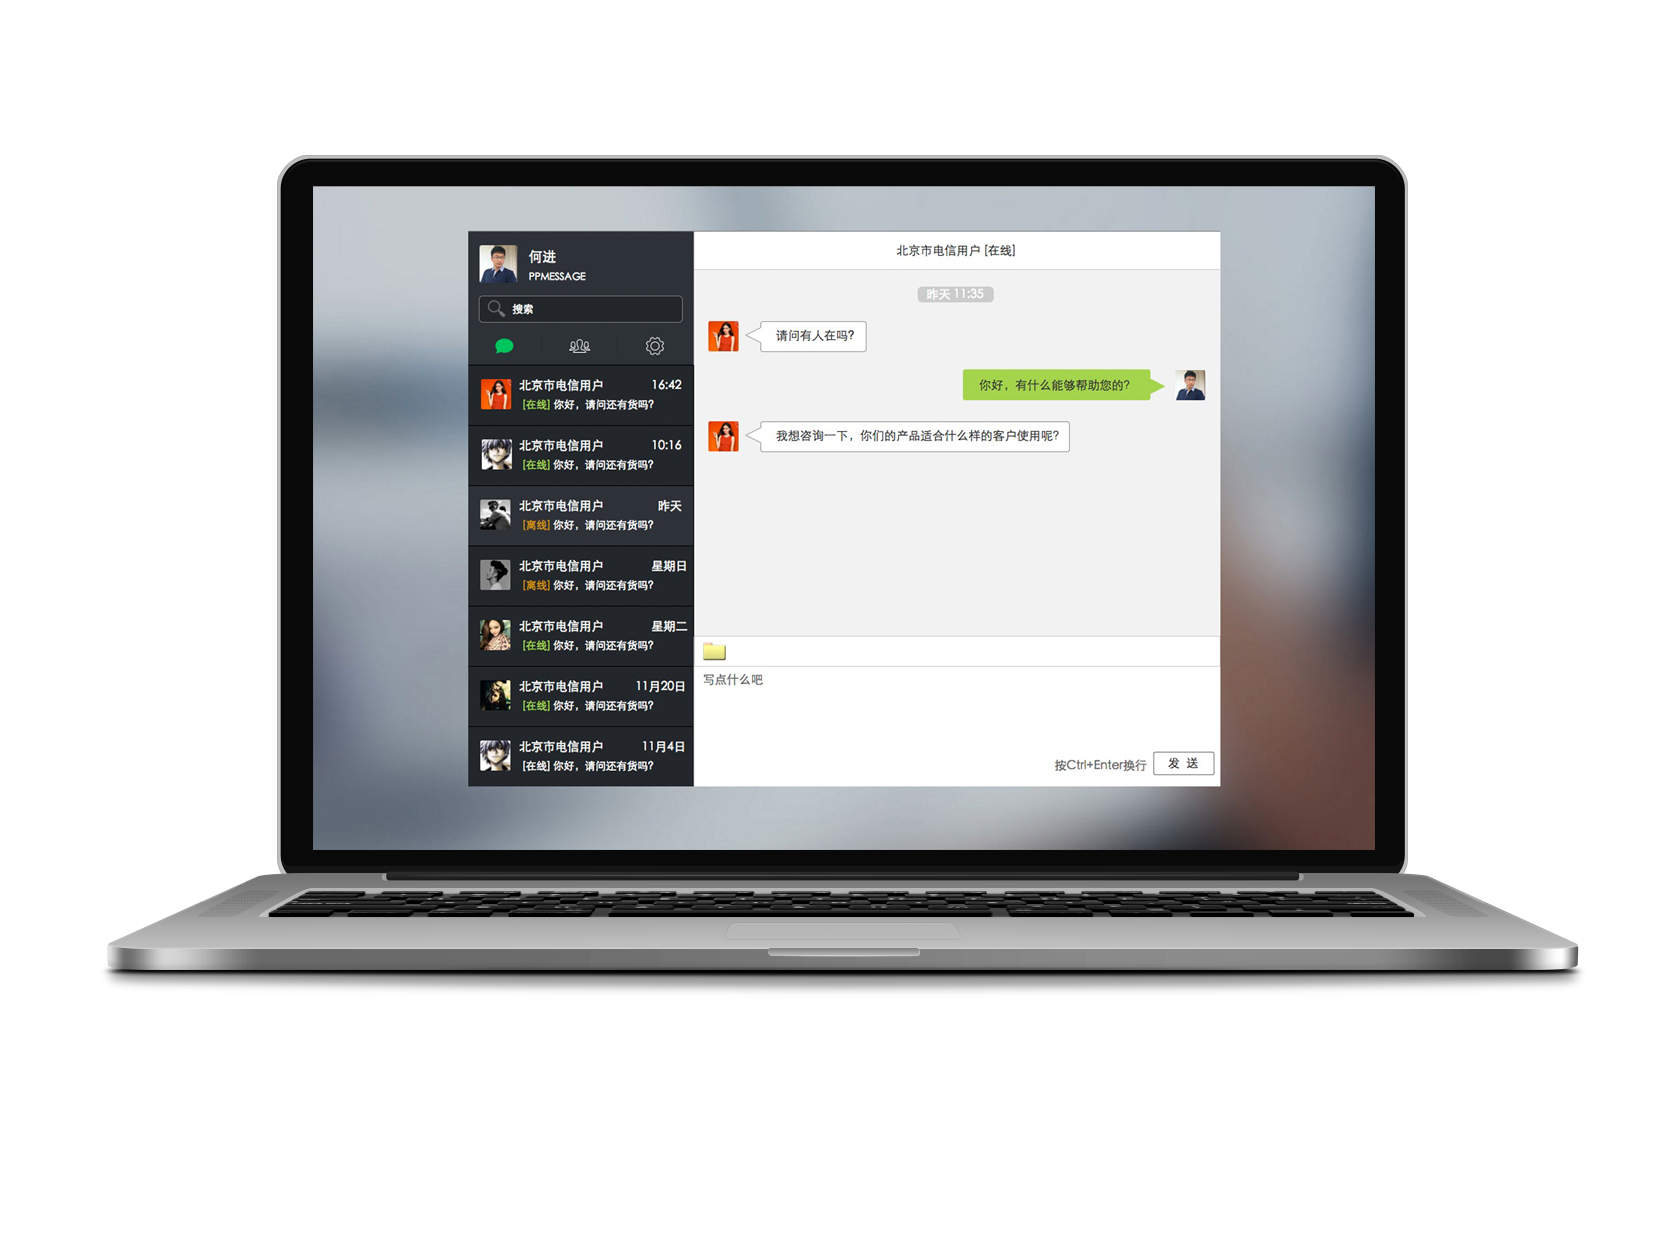 何进
PPMESSAGE
搜索
北京市电信用户 16:42
[在线] 你好，请问还有货吗?
北京市电信用户 10:16
[在线] 你好，请问还有货吗?
北京市电信用户 昨天
[离线] 你好，请问还有货吗?
北京市电信用户 星期日
[离线] 你好，请问还有货吗?
北京市电信用户 星期二
[在线] 你好，请问还有货吗?
北京市电信用户 11月20日
[在线] 你好，请问还有货吗?
北京市电信用户 11月4日
[在线] 你好，请问还有货吗?
北京市电信用户 [在线]
昨天 11:35
请问有人在吗?
你好，有什么能够帮助您的?
我想咨询一下，你们的产品适合什么样的客户使用呢?
写点什么吧
按Ctrl+Enter换行
发 送